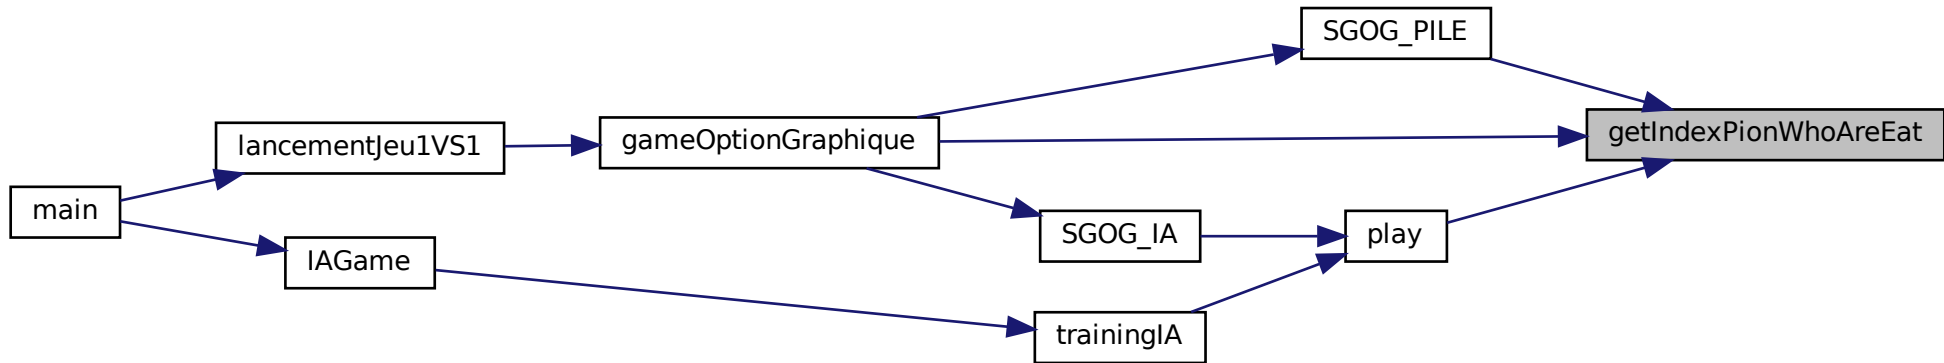 SGOG_PILE
getIndexPionWhoAreEat
lancementJeu1VS1
gameOptionGraphique
main
SGOG_IA
play
IAGame
trainingIA